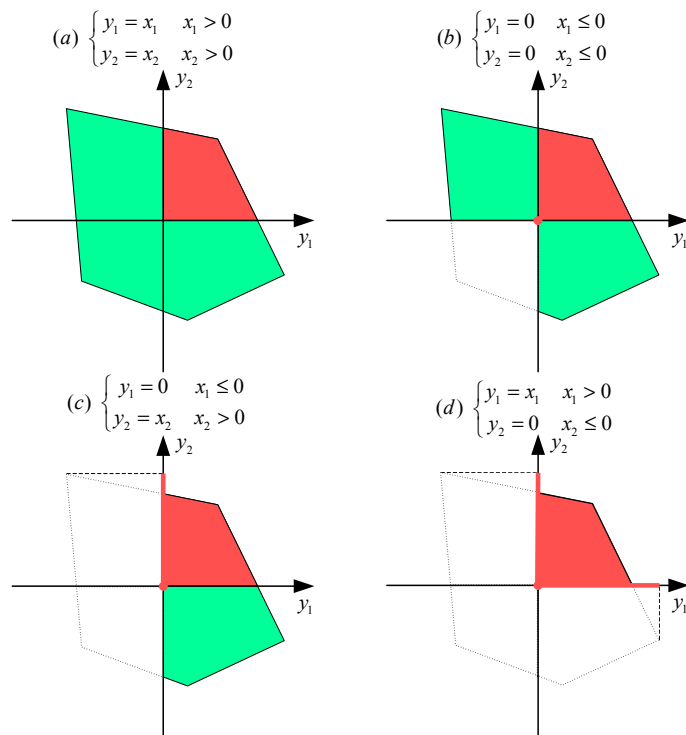 (a) { y₁ = x₁ x₁ > 0
y₂ = x₂ x₂ > 0
y₂
y₁
(b) { y₁ = 0 x₁ ≤ 0
y₂ = 0 x₂ ≤ 0
y₂
y₁
(c) { y₁ = 0 x₁ ≤ 0
y₂ = x₂ x₂ > 0
y₂
y₁
(d) { y₁ = x₁ x₁ > 0
y₂ = 0 x₂ ≤ 0
y₂
y₁